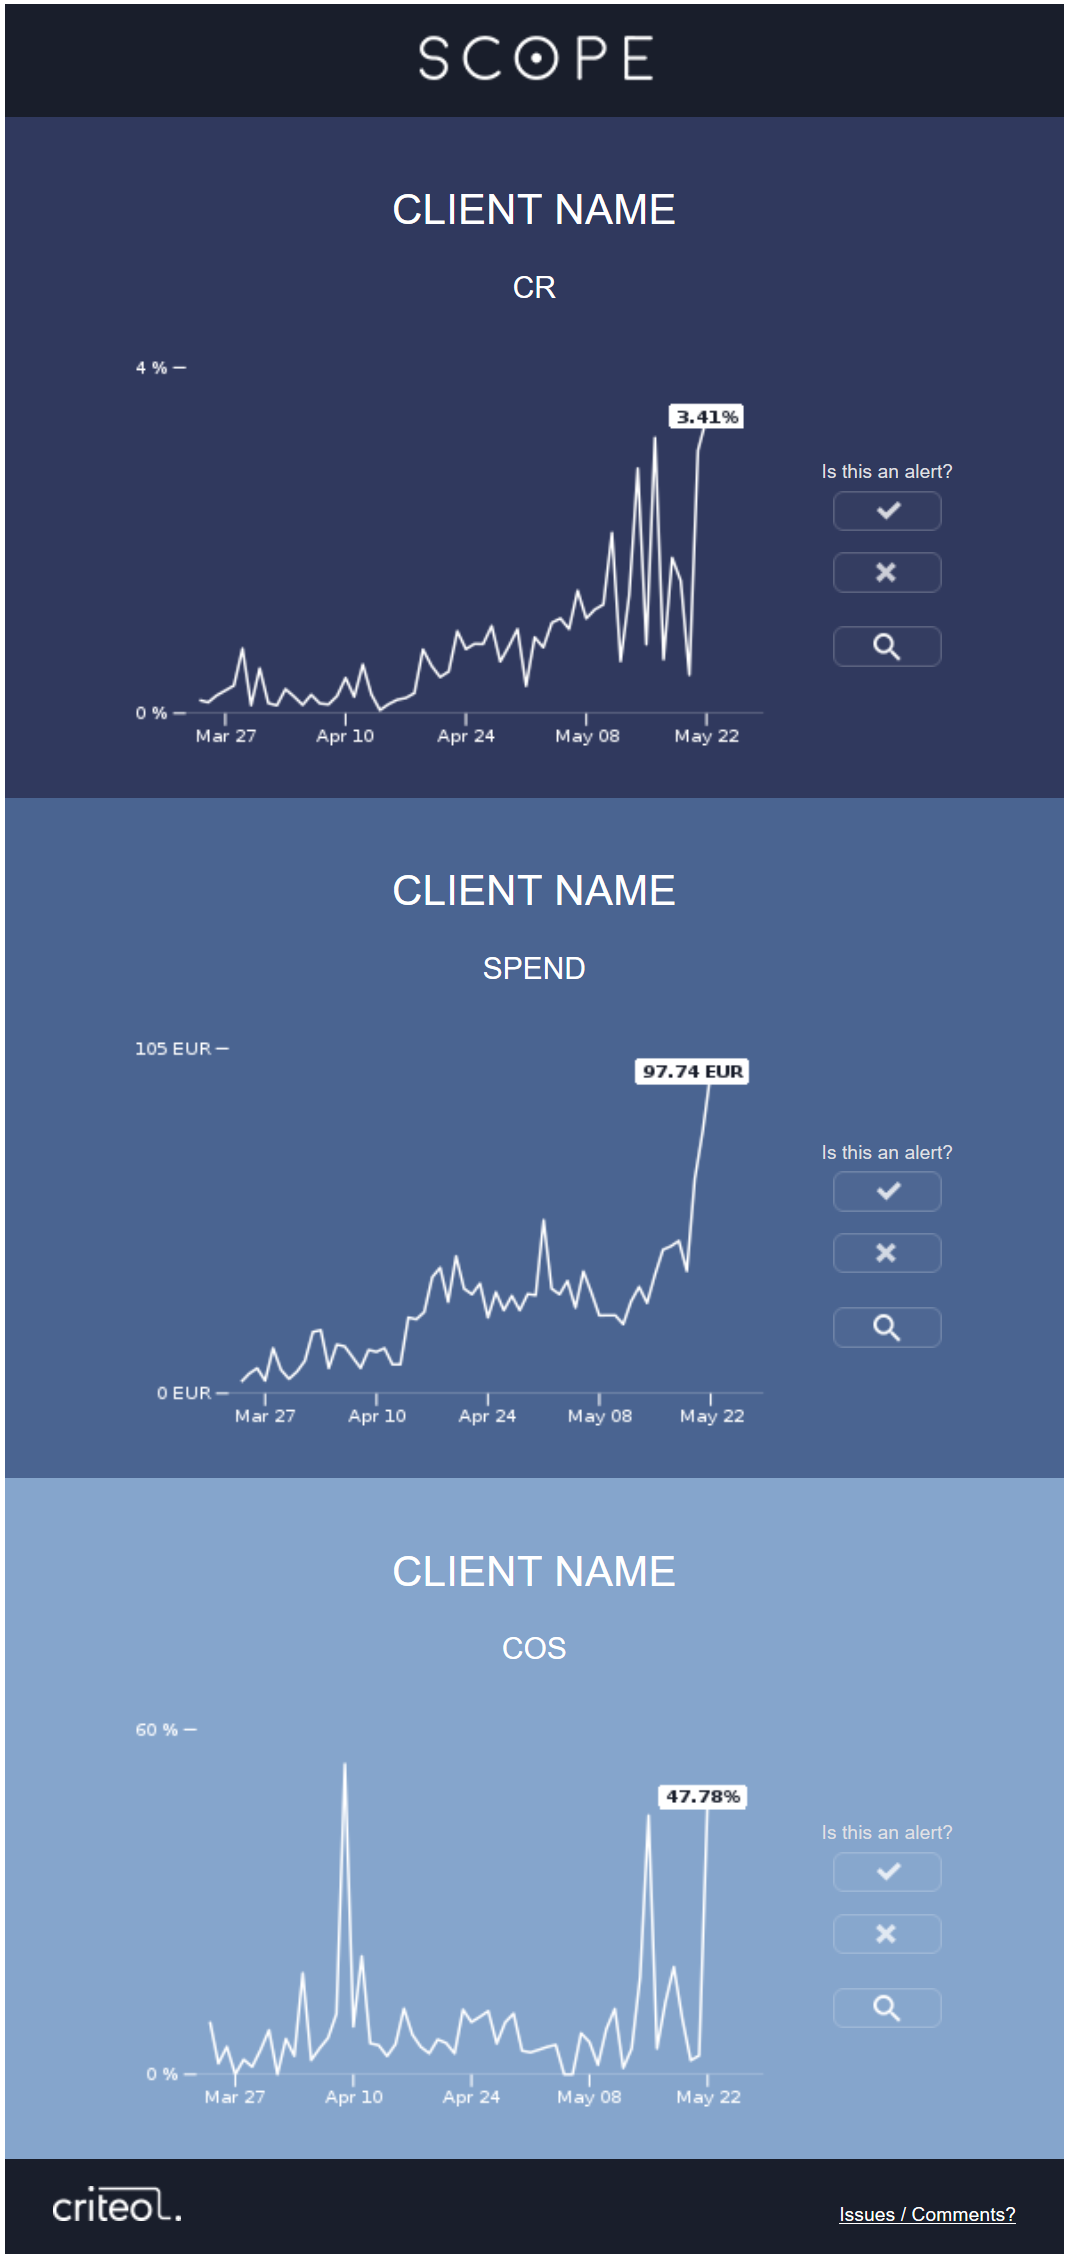 SCOPE
CLIENT NAME
CR
4 %
3.41%
Is this an alert?
0 %
Mar 27 Apr 10 Apr 24 May 08 May 22
CLIENT NAME
SPEND
105 EUR
97.74 EUR
Is this an alert?
0 EUR
Mar 27 Apr 10 Apr 24 May 08 May 22
CLIENT NAME
COS
60 %
47.78%
Is this an alert?
0 %
Mar 27 Apr 10 Apr 24 May 08 May 22
criteo.
Issues / Comments?